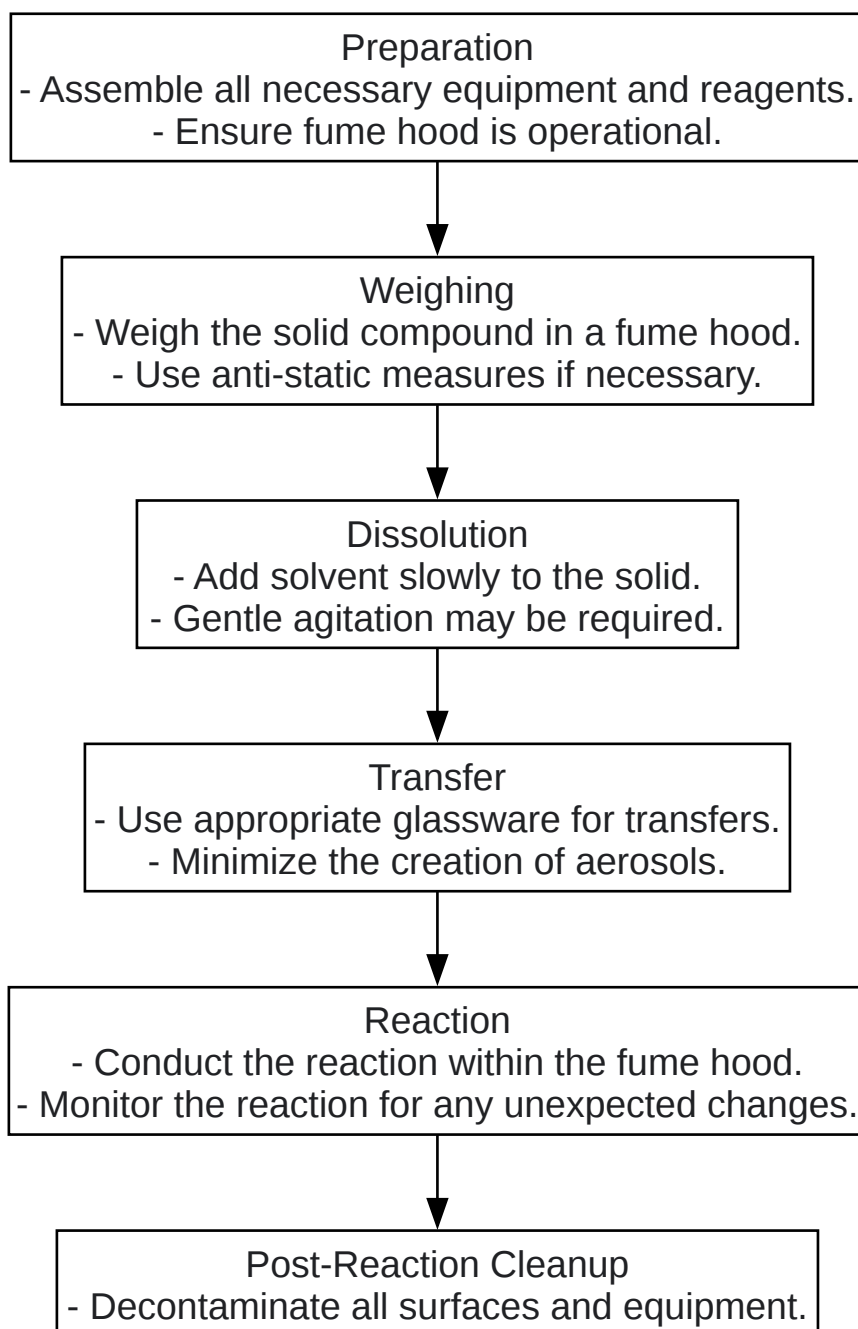 Preparation
- Assemble all necessary equipment and reagents.
- Ensure fume hood is operational.
Weighing
- Weigh the solid compound in a fume hood.
- Use anti-static measures if necessary.
Dissolution
- Add solvent slowly to the solid.
- Gentle agitation may be required.
Transfer
- Use appropriate glassware for transfers.
- Minimize the creation of aerosols.
Reaction
- Conduct the reaction within the fume hood.
- Monitor the reaction for any unexpected changes.
Post-Reaction Cleanup
- Decontaminate all surfaces and equipment.